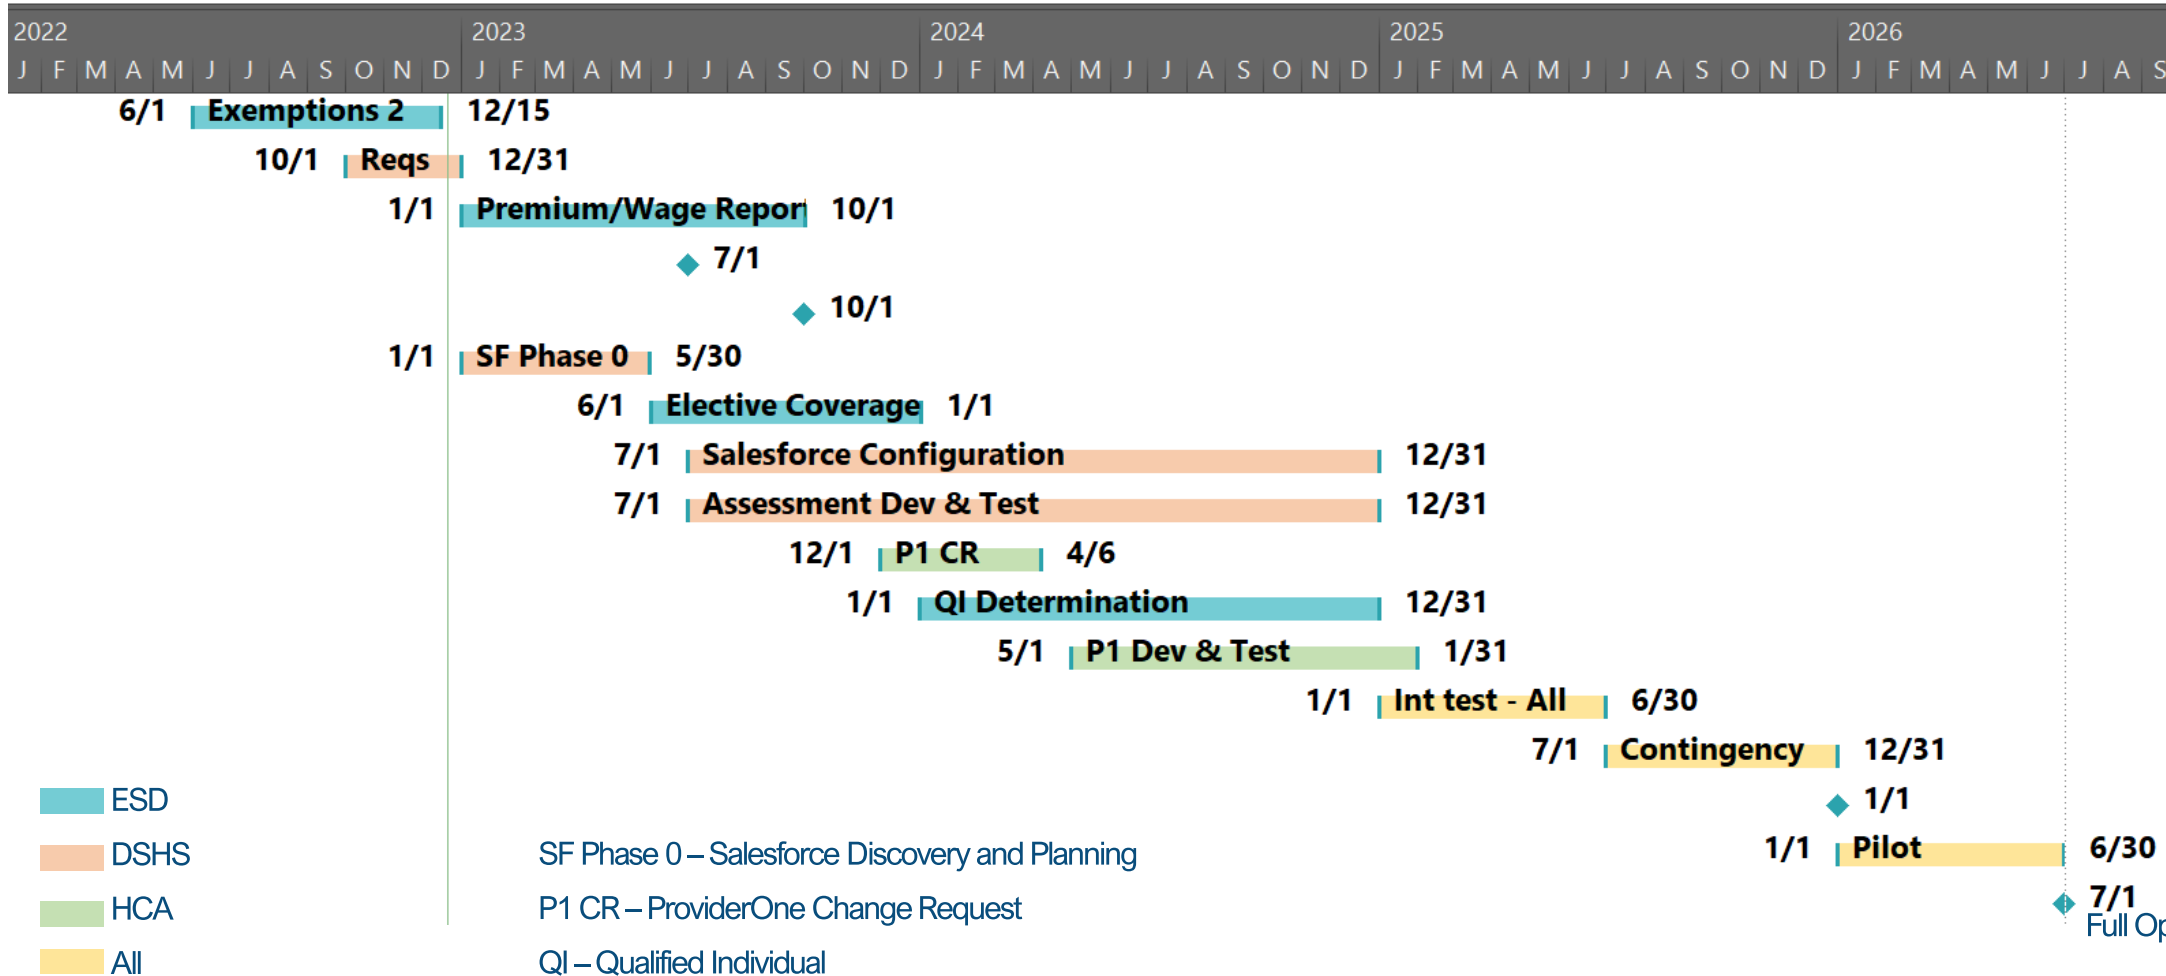 2022 2023 2024 2025 2026
J F M A M J J A S O N D J F M A M J J A S O N D J F M A M J J A S O N D J F M A M J J A S O N D J F M A M J J A S
6/1 Exemptions 2 12/15
10/1 Reqs 12/31
1/1 Premium/Wage Repor 10/1
7/1
10/1
1/1 SF Phase 0 5/30
6/1 Elective Coverage 1/1
7/1 Salesforce Configuration 12/31
7/1 Assessment Dev & Test 12/31
12/1 P1 CR 4/6
1/1 QI Determination 12/31
5/1 P1 Dev & Test 1/31
1/1 Int test - All 6/30
7/1 Contingency 12/31
1/1
1/1 Pilot 6/30
7/1
Full Op
ESD
DSHS
HCA
All
SF Phase 0 – Salesforce Discovery and Planning
P1 CR – ProviderOne Change Request
QI – Qualified Individual